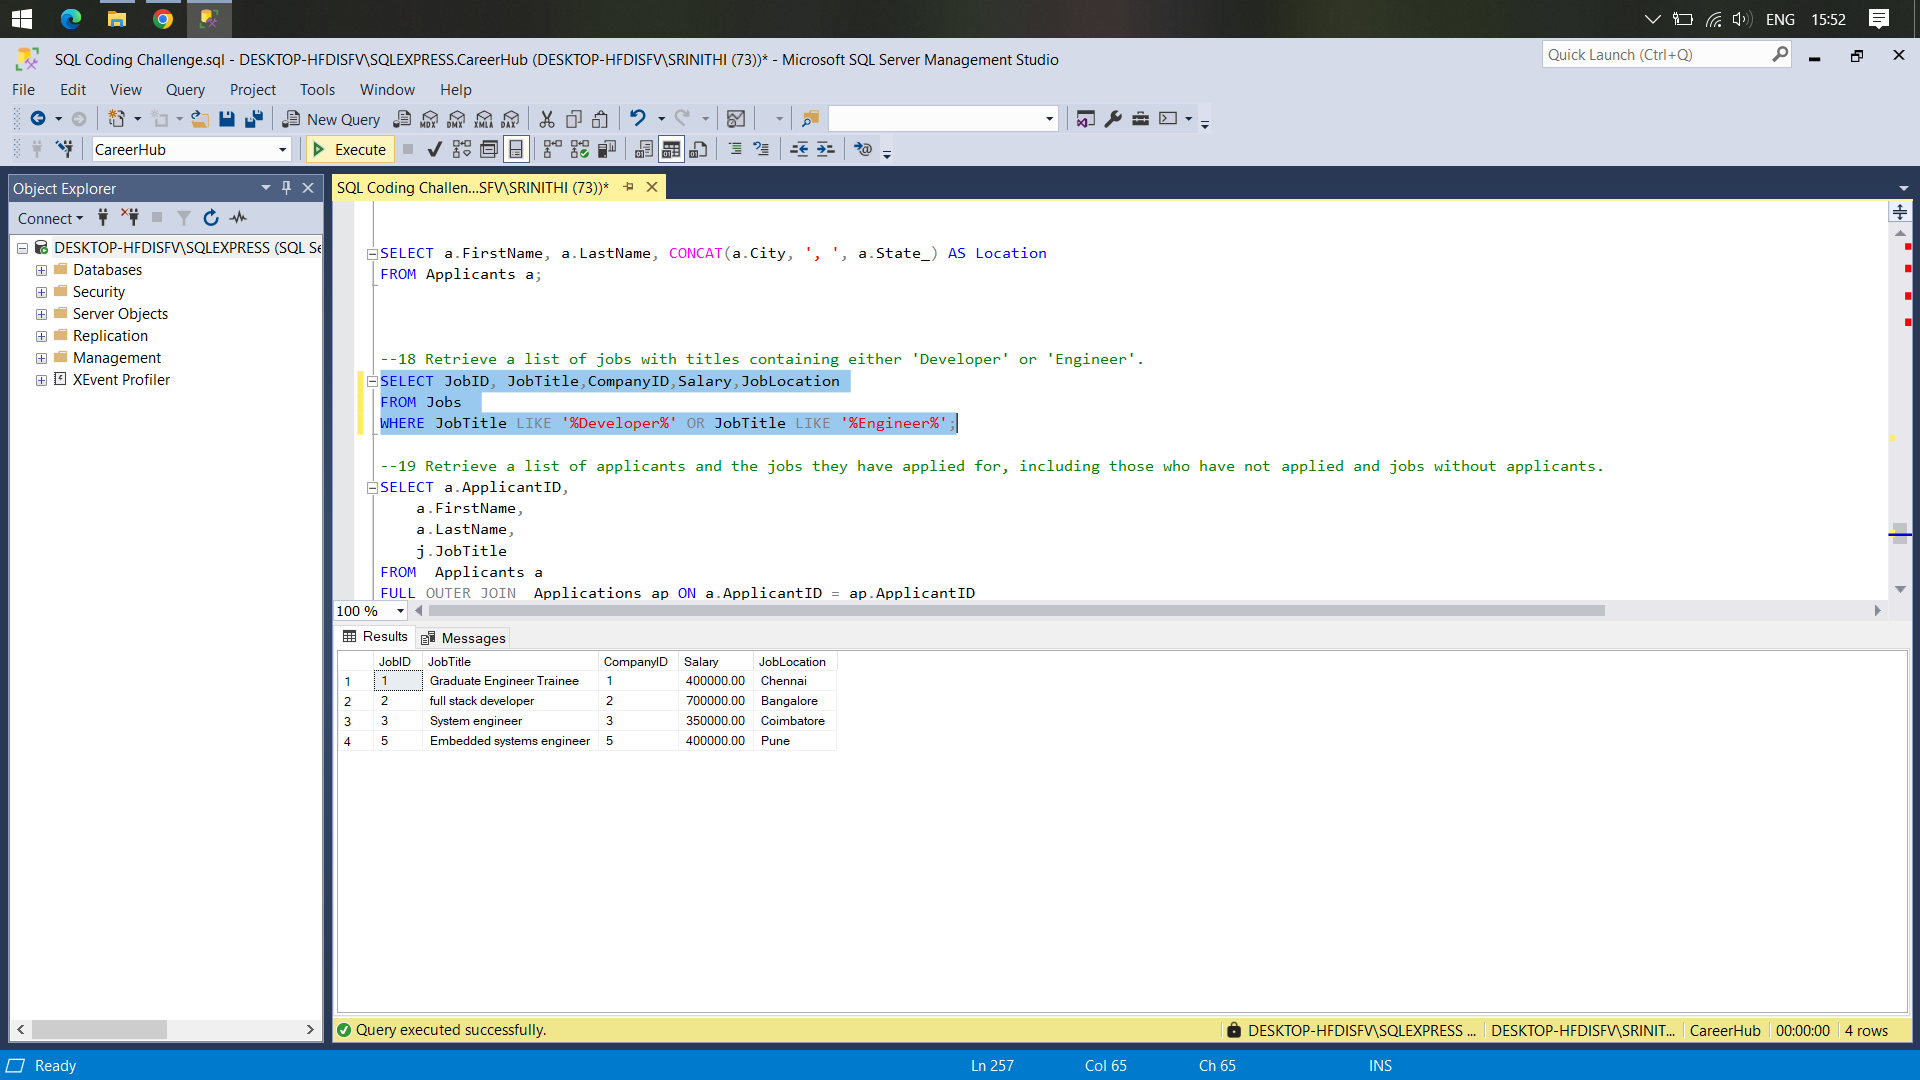 ENG 15:52
SQL Coding Challenge.sql - DESKTOP-HFDISFV\SQLEXPRESS.CareerHub (DESKTOP-HFDISFV\SRINITHI (73))* - Microsoft SQL Server Management Studio
Quick Launch (Ctrl+Q)
File Edit View Query Project Tools Window Help
New Query MDX DMX XMLA DAX
CareerHub Execute
Object Explorer
SQL Coding Challen...SFV\SRINITHI (73))*
Connect
DESKTOP-HFDISFV\SQLEXPRESS (SQL Se
Databases
Security
Server Objects
Replication
Management
XEvent Profiler
SELECT a.FirstName, a.LastName, CONCAT(a.City, ', ', a.State_) AS Location
FROM Applicants a;
--18 Retrieve a list of jobs with titles containing either 'Developer' or 'Engineer'.
SELECT JobID, JobTitle,CompanyID,Salary,JobLocation
FROM Jobs
WHERE JobTitle LIKE '%Developer%' OR JobTitle LIKE '%Engineer%';
--19 Retrieve a list of applicants and the jobs they have applied for, including those who have not applied and jobs without applicants.
SELECT a.ApplicantID,
a.FirstName,
a.LastName,
j.JobTitle
FROM  Applicants a
FULL OUTER JOIN  Applications ap ON a.ApplicantID = ap.ApplicantID
100 %
Results Messages
JobID JobTitle CompanyID Salary JobLocation
1 1 Graduate Engineer Trainee 1 400000.00 Chennai
2 2 full stack developer 2 700000.00 Bangalore
3 3 System engineer 3 350000.00 Coimbatore
4 5 Embedded systems engineer 5 400000.00 Pune
Query executed successfully. DESKTOP-HFDISFV\SQLEXPRESS ... DESKTOP-HFDISFV\SRINIT... CareerHub 00:00:00 4 rows
Ready Ln 257 Col 65 Ch 65 INS